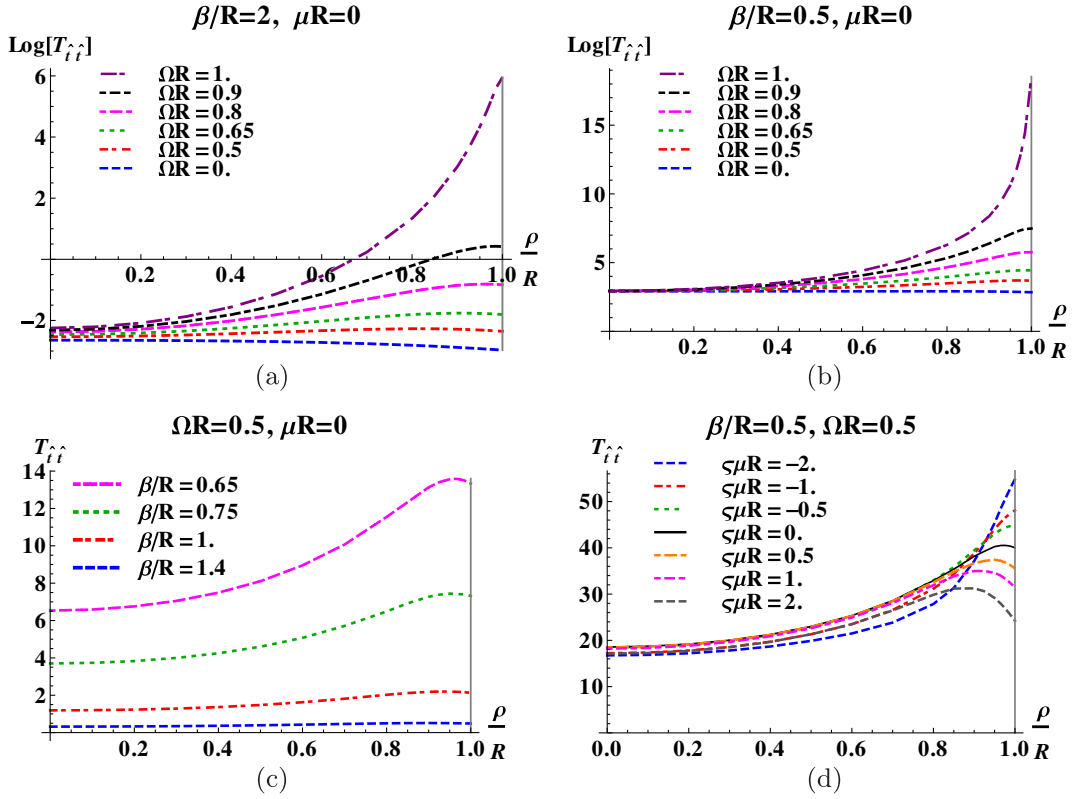 β/R=2, μR=0
Log[T_{t̂ t̂}]
6
4
2
−2
ΩR = 1.
ΩR = 0.9
ΩR = 0.8
ΩR = 0.65
ΩR = 0.5
ΩR = 0.
0.2 0.4 0.6 0.8 1.0
ρ/R
(a)
β/R=0.5, μR=0
Log[T_{t̂ t̂}]
15
10
5
ΩR = 1.
ΩR = 0.9
ΩR = 0.8
ΩR = 0.65
ΩR = 0.5
ΩR = 0.
0.2 0.4 0.6 0.8 1.0
ρ/R
(b)
ΩR=0.5, μR=0
T_{t̂ t̂}
14
12
10
8
6
4
2
β/R = 0.65
β/R = 0.75
β/R = 1.
β/R = 1.4
0.2 0.4 0.6 0.8 1.0
ρ/R
(c)
β/R=0.5, ΩR=0.5
T_{t̂ t̂}
50
40
30
20
10
ςμR = −2.
ςμR = −1.
ςμR = −0.5
ςμR = 0.
ςμR = 0.5
ςμR = 1.
ςμR = 2.
0.0 0.2 0.4 0.6 0.8 1.0
ρ/R
(d)